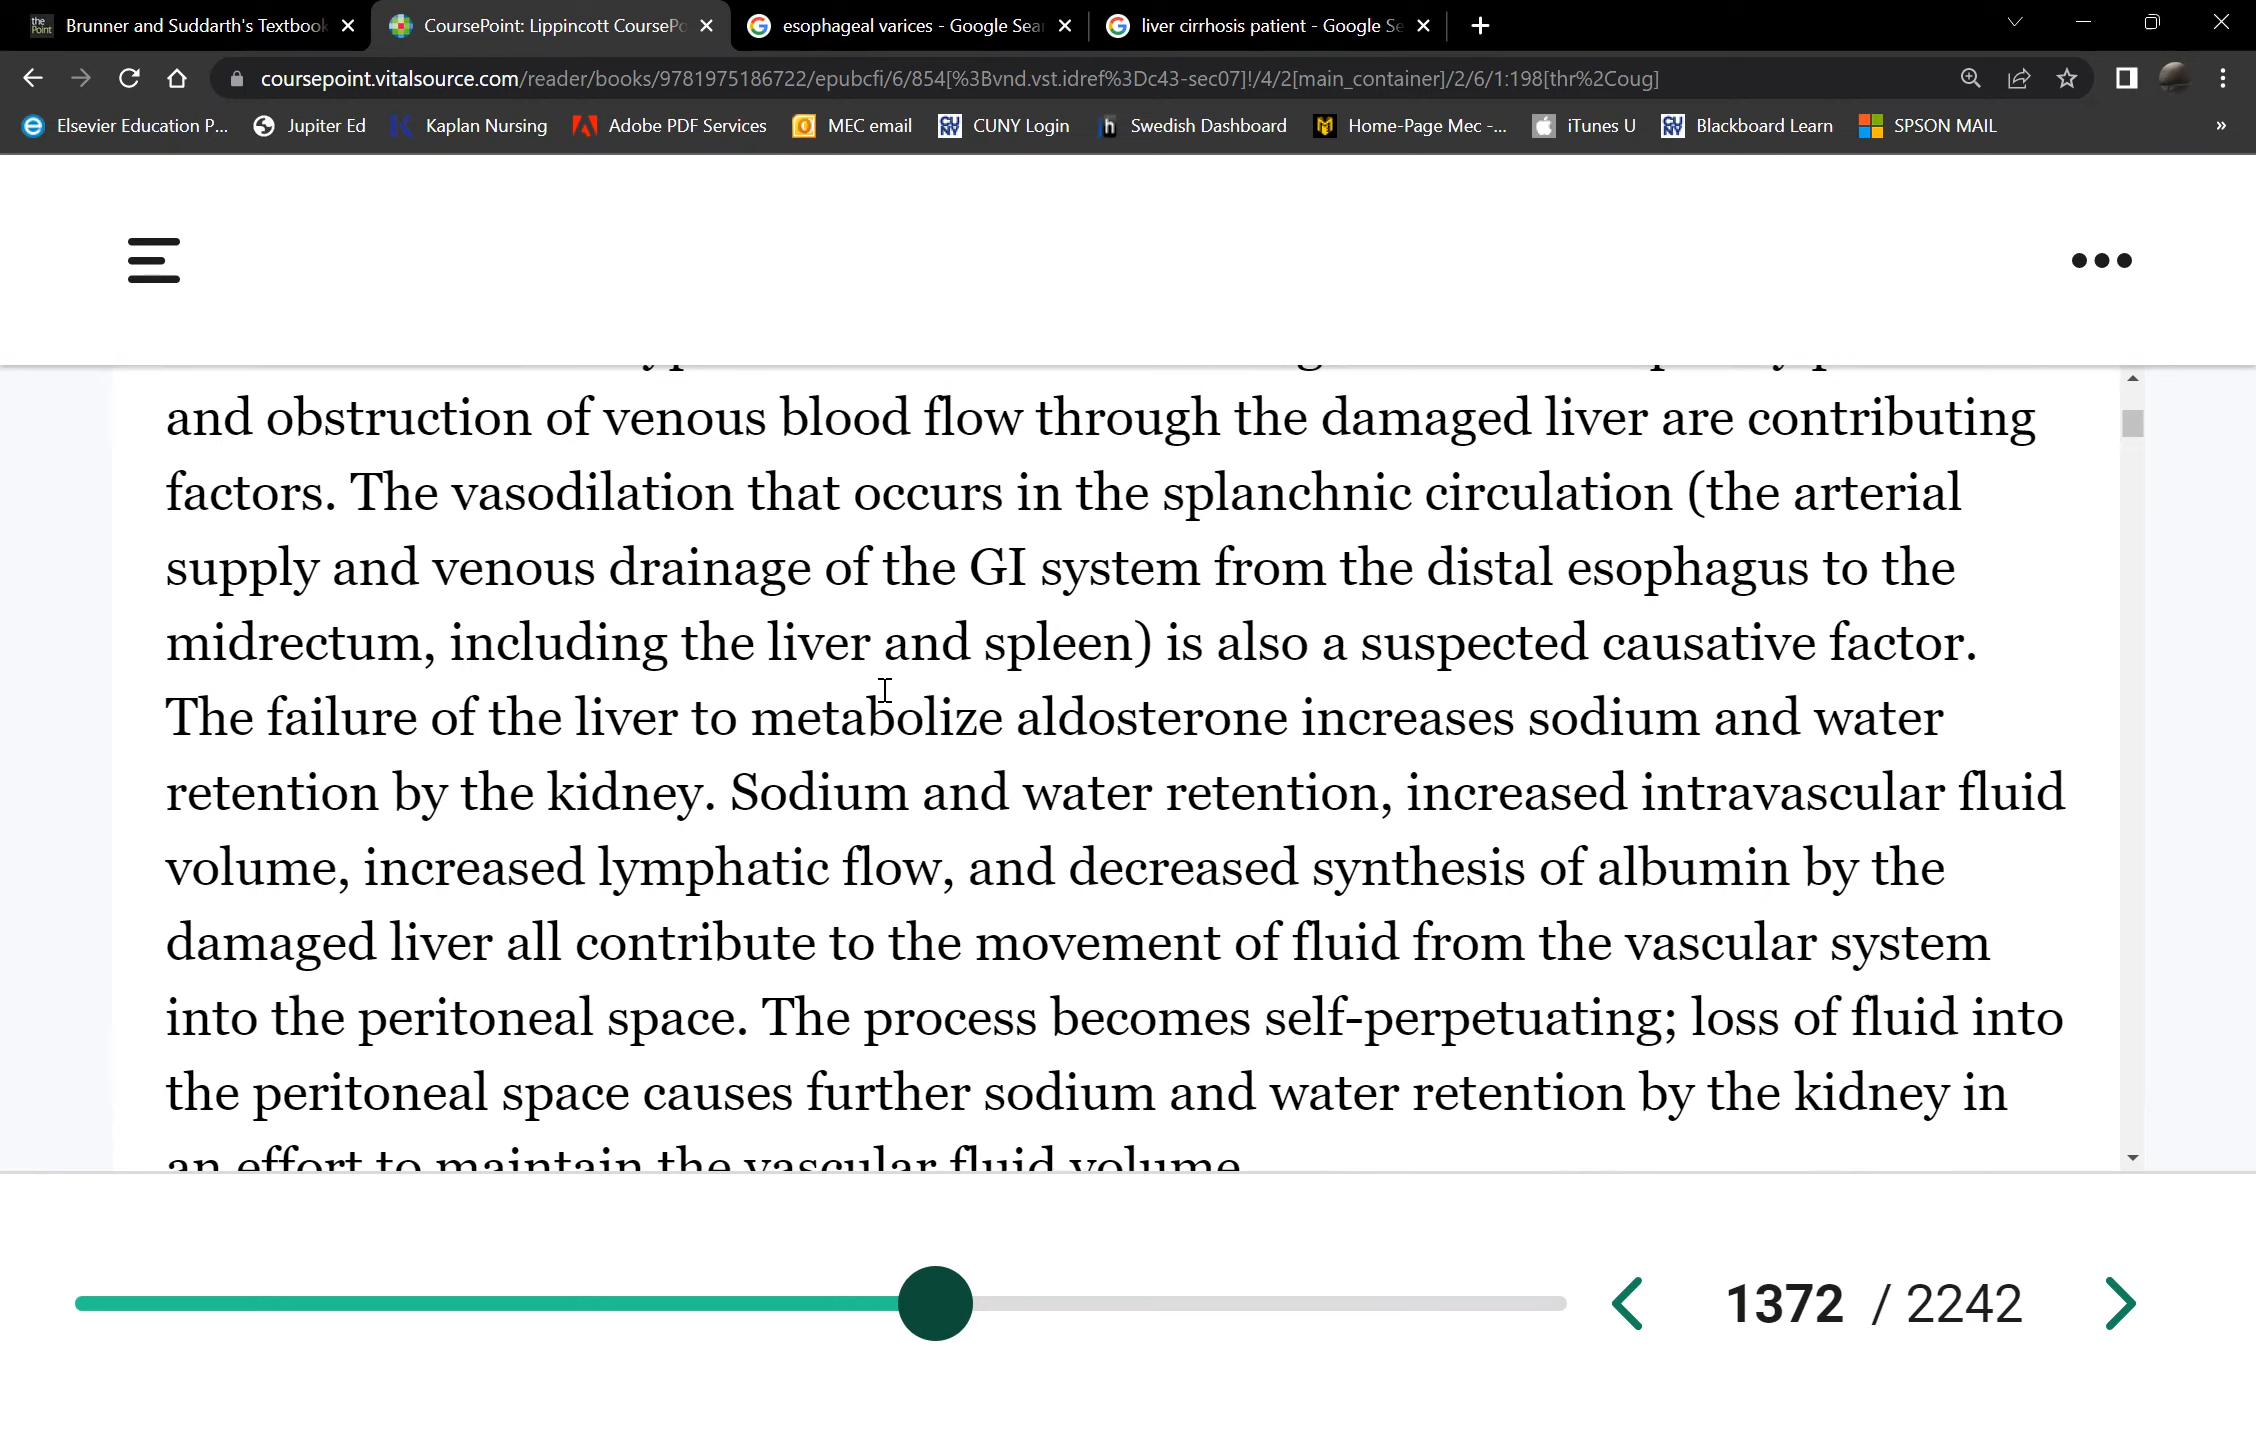 the Point Brunner and Suddarth's Textbook
CoursePoint: Lippincott CoursePo
esophageal varices - Google Sear
liver cirrhosis patient - Google Se
coursepoint.vitalsource.com/reader/books/9781975186722/epubcfi/6/854[%3Bvnd.vst.idref%3Dc43-sec07]!/4/2[main_container]/2/6/1:198[thr%2Coug]
Elsevier Education P... Jupiter Ed Kaplan Nursing Adobe PDF Services MEC email CUNY Login Swedish Dashboard Home-Page Mec -... iTunes U Blackboard Learn SPSON MAIL »
and obstruction of venous blood flow through the damaged liver are contributing
factors. The vasodilation that occurs in the splanchnic circulation (the arterial
supply and venous drainage of the GI system from the distal esophagus to the
midrectum, including the liver and spleen) is also a suspected causative factor.
The failure of the liver to metabolize aldosterone increases sodium and water
retention by the kidney. Sodium and water retention, increased intravascular fluid
volume, increased lymphatic flow, and decreased synthesis of albumin by the
damaged liver all contribute to the movement of fluid from the vascular system
into the peritoneal space. The process becomes self-perpetuating; loss of fluid into
the peritoneal space causes further sodium and water retention by the kidney in
an effort to maintain the vascular fluid volume
1372 / 2242